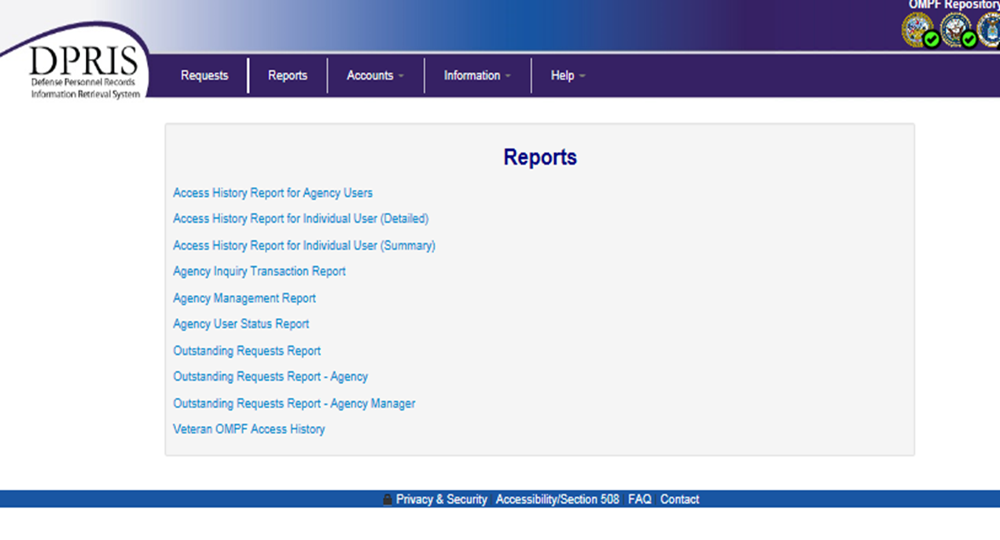 OMPF Repository
DPRIS
Defense Personnel Records
Information Retrieval System
Requests
Reports
Accounts
Information
Help
Reports
Access History Report for Agency Users
Access History Report for Individual User (Detailed)
Access History Report for Individual User (Summary)
Agency Inquiry Transaction Report
Agency Management Report
Agency User Status Report
Outstanding Requests Report
Outstanding Requests Report - Agency
Outstanding Requests Report - Agency Manager
Veteran OMPF Access History
Privacy & Security | Accessibility/Section 508 | FAQ | Contact